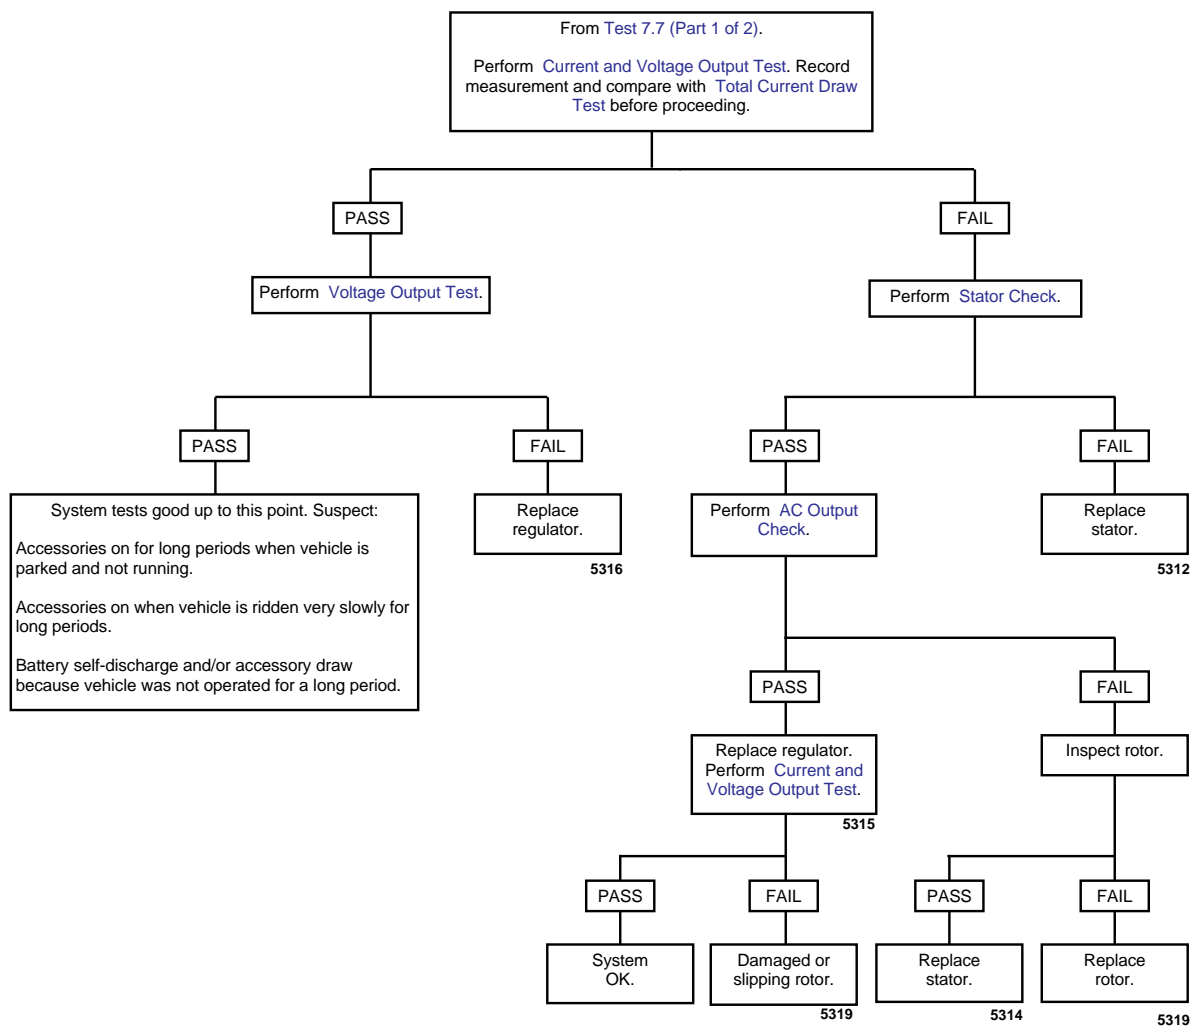 From Test 7.7 (Part 1 of 2).
Perform Current and Voltage Output Test. Record
measurement and compare with Total Current Draw
Test before proceeding.
PASS
FAIL
Perform Voltage Output Test.
Perform Stator Check.
PASS
FAIL
PASS
FAIL
System tests good up to this point. Suspect:
Accessories on for long periods when vehicle is
parked and not running.
Accessories on when vehicle is ridden very slowly for
long periods.
Battery self-discharge and/or accessory draw
because vehicle was not operated for a long period.
Replace
regulator.
5316
Perform AC Output
Check.
Replace
stator.
5312
PASS
FAIL
Replace regulator.
Perform Current and
Voltage Output Test.
5315
Inspect rotor.
PASS
FAIL
PASS
FAIL
System
OK.
Damaged or
slipping rotor.
5319
Replace
stator.
5314
Replace
rotor.
5319